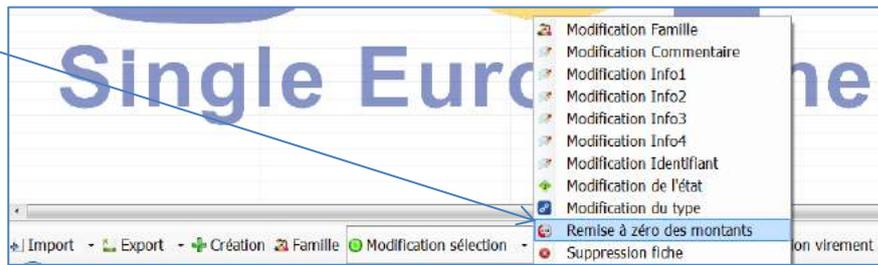 Single Euro ne
Modification Famille
Modification Commentaire
Modification Info1
Modification Info2
Modification Info3
Modification Info4
Modification Identifiant
Modification de l'état
Modification du type
Remise à zéro des montants
Suppression fiche
Import Export Création Famille Modification sélection on virement